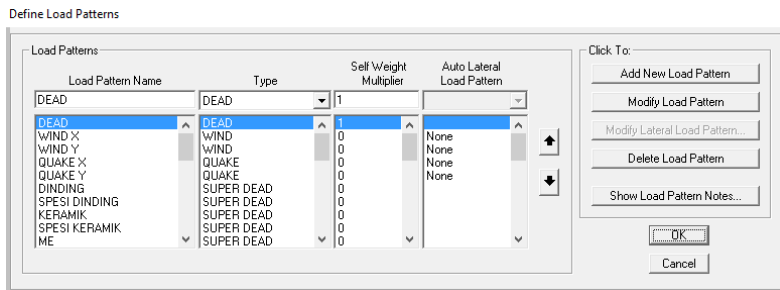 Define Load Patterns
Load Patterns
Click To:
Load Pattern Name Type Self Weight Multiplier Auto Lateral Load Pattern
DEAD DEAD 1
DEAD DEAD 1
WIND X WIND 0 None
WIND Y WIND 0 None
QUAKE X QUAKE 0 None
QUAKE Y QUAKE 0 None
DINDING SUPER DEAD 0
SPESI DINDING SUPER DEAD 0
KERAMIK SUPER DEAD 0
SPESI KERAMIK SUPER DEAD 0
ME SUPER DEAD 0
Add New Load Pattern
Modify Load Pattern
Modify Lateral Load Pattern...
Delete Load Pattern
Show Load Pattern Notes...
OK
Cancel